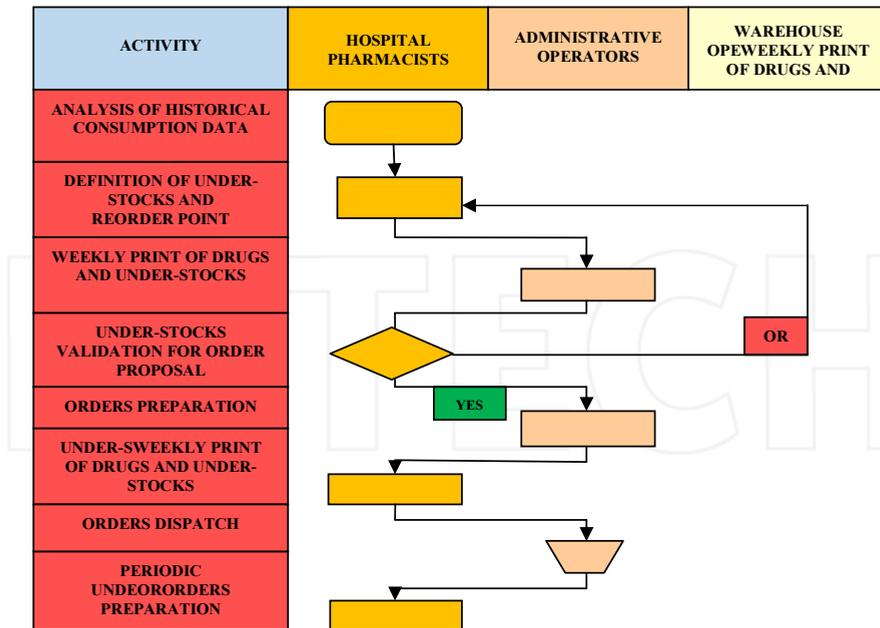 ACTIVITY
HOSPITAL
PHARMACISTS
ADMINISTRATIVE
OPERATORS
WAREHOUSE
OPEWEEKLY PRINT
OF DRUGS AND
ANALYSIS OF HISTORICAL
CONSUMPTION DATA
DEFINITION OF UNDER-
STOCKS AND
REORDER POINT
WEEKLY PRINT OF DRUGS
AND UNDER-STOCKS
UNDER-STOCKS
VALIDATION FOR ORDER
PROPOSAL
OR
ORDERS PREPARATION
YES
UNDER-SWEEKLY PRINT
OF DRUGS AND UNDER-
STOCKS
ORDERS DISPATCH
PERIODIC
UNDEORORDERS
PREPARATION